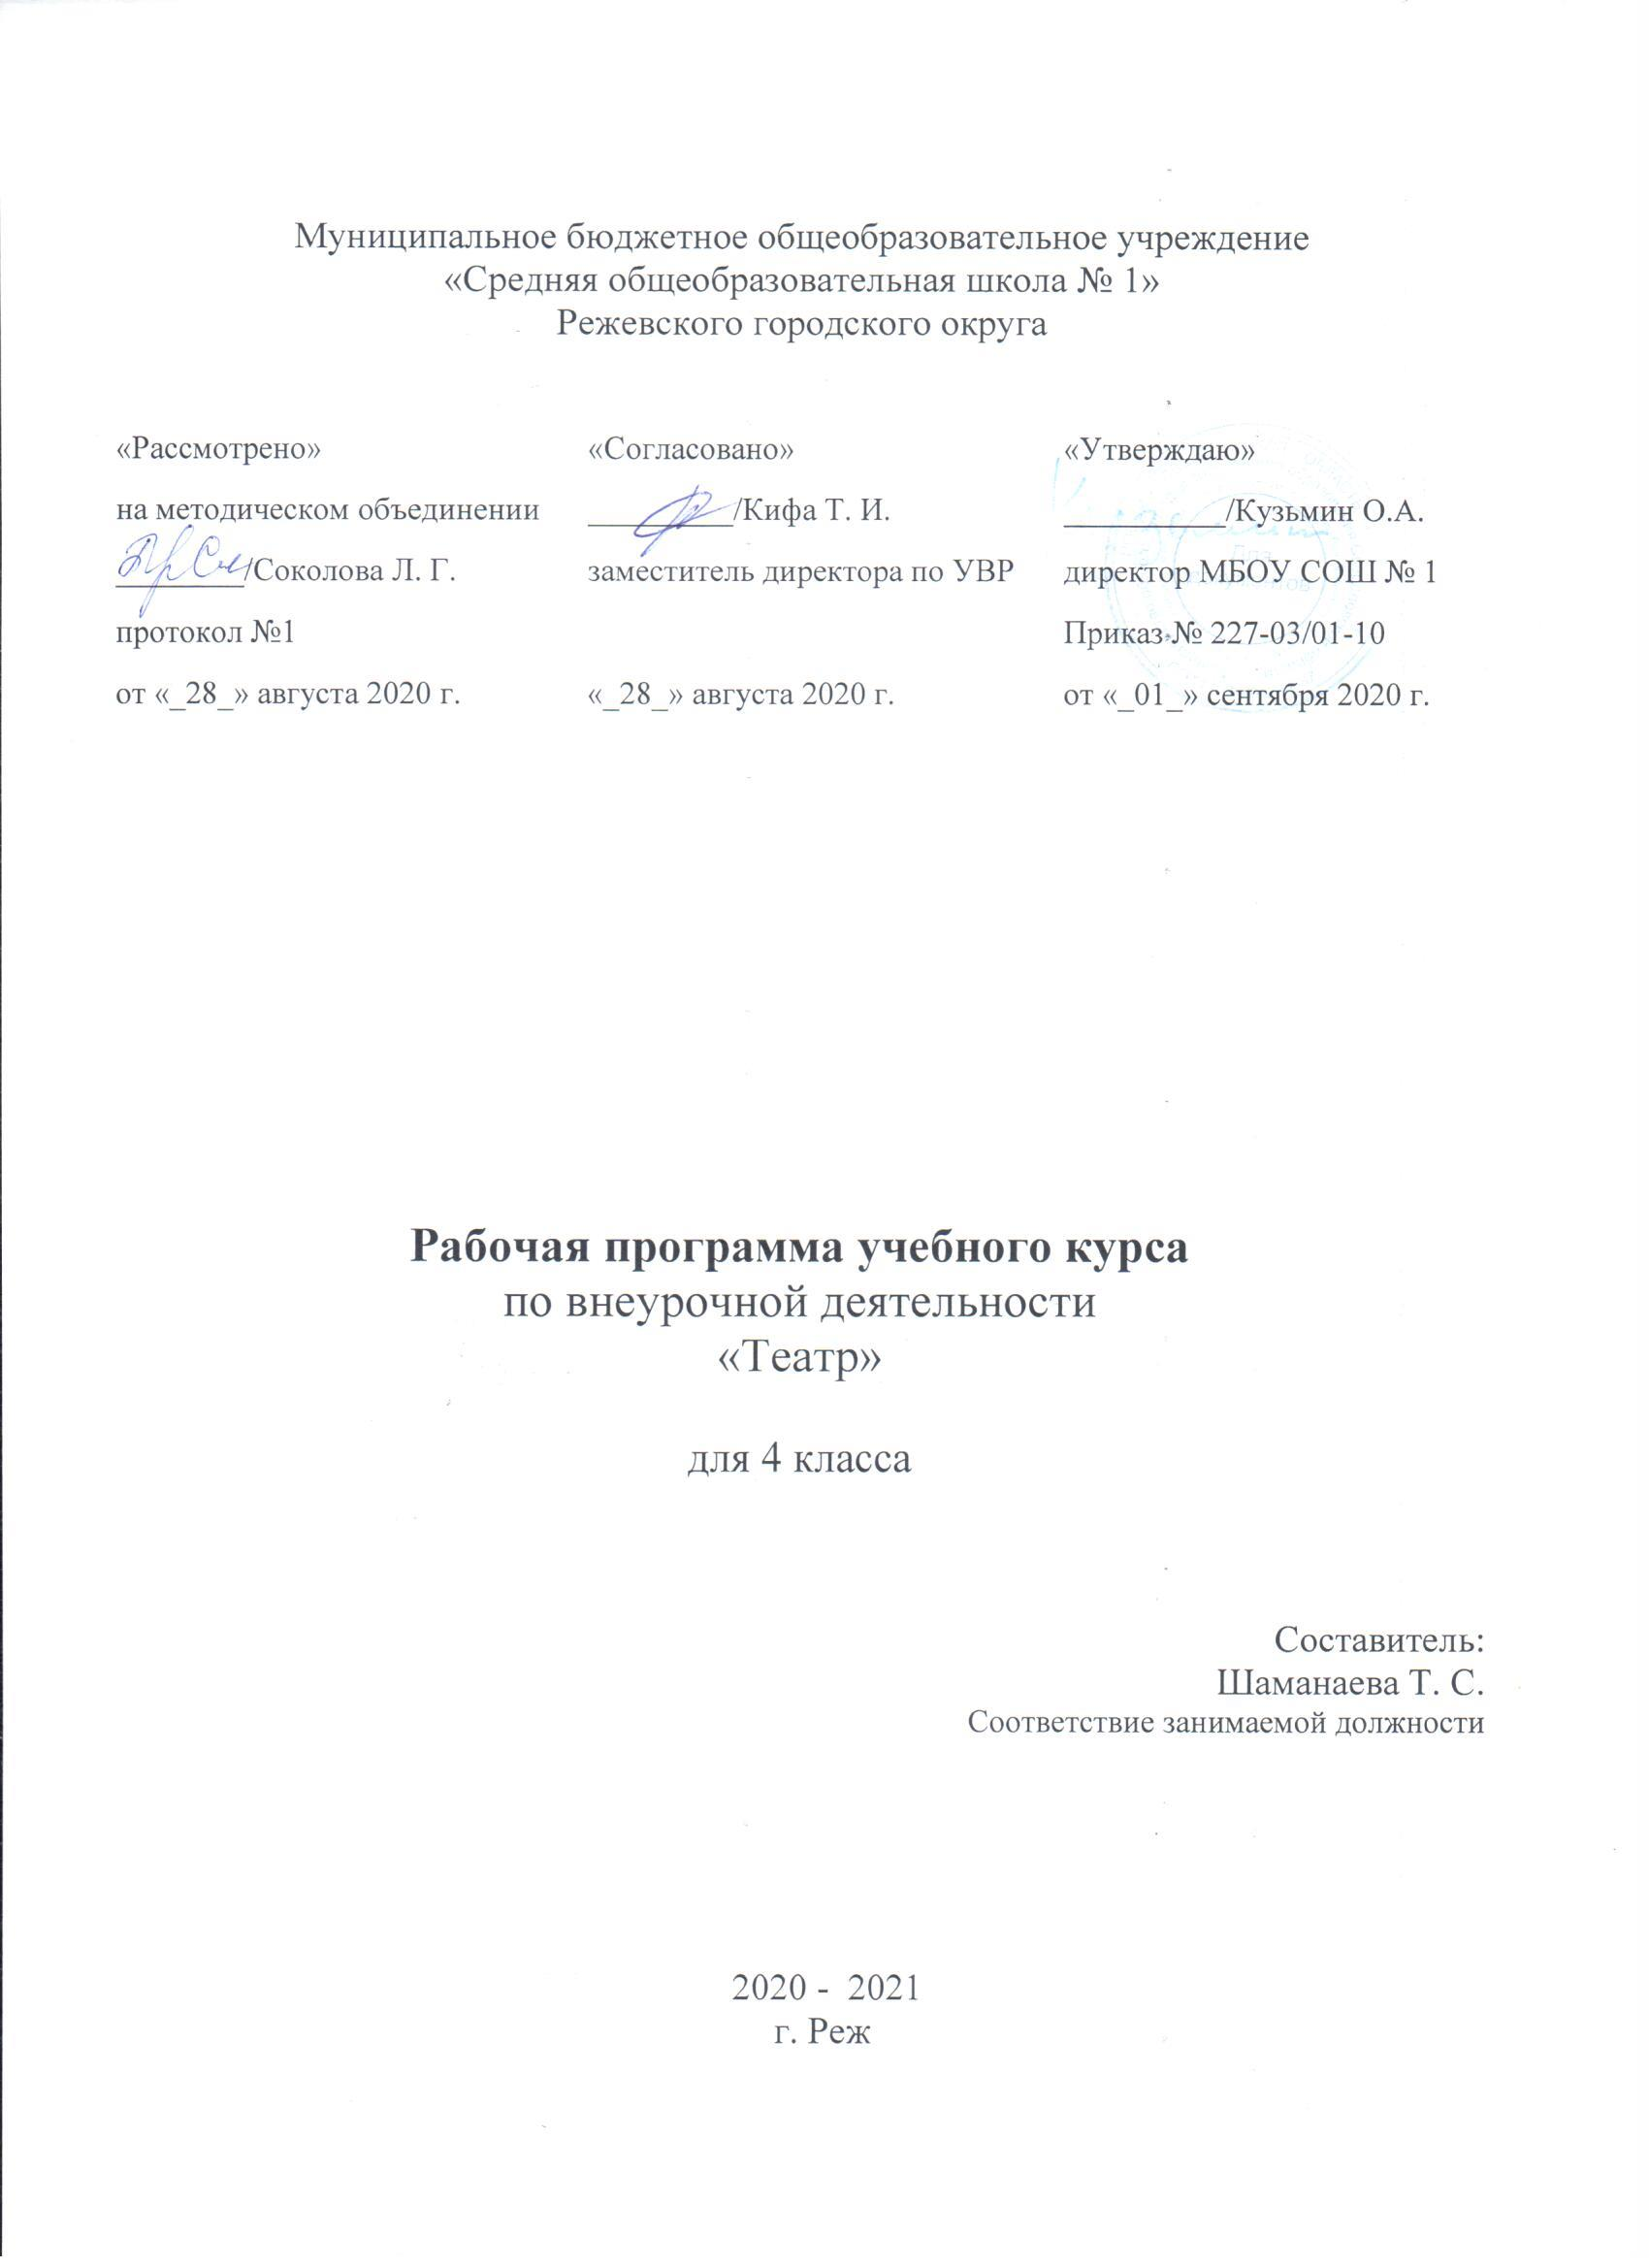 Муниципальное бюджетное общеобразовательное учреждение
«Средняя общеобразовательная школа № 1»
Режевского городского округа
«Рассмотрено»
на методическом объединении
/Соколова Л. Г.
протокол №1
от «_28_» августа 2020 г.
«Согласовано»
/Кифа Т. И.
заместитель директора по УВР
«_28_» августа 2020 г.
«Утверждаю»
/Кузьмин О.А.
директор МБОУ СОШ № 1
Приказ № 227-03/01-10
от «_01_» сентября 2020 г.
Рабочая программа учебного курса
по внеурочной деятельности
«Театр»
для 4 класса
Составитель:
Шаманаева Т. С.
Соответствие занимаемой должности
2020 - 2021
г. Реж